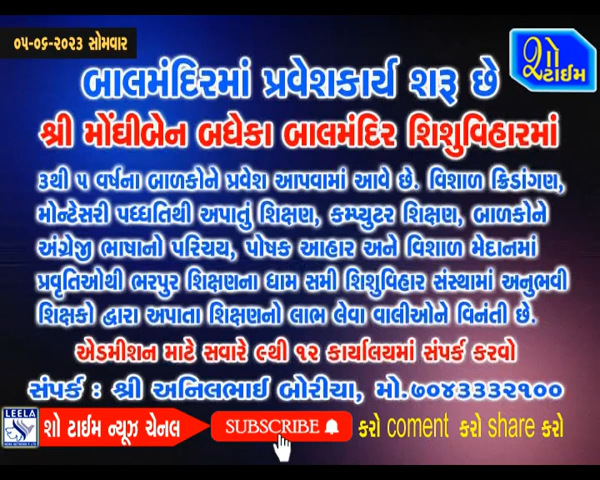 ૦૫-૦૬-૨૦૨૩ સોમવાર
શો
ટાઈમ
બાલમંદિરમાં પ્રવેશકાર્ય શરૂ છે
શ્રી મોંઘીબેન બધેકા બાલમંદિર શિશુવિહારમાં
૩થી ૫ વર્ષના બાળકોને પ્રવેશ આપવામાં આવે છે. વિશાળ ક્રિડાંગણ,
મોન્ટેસરી પધ્ધતિથી અપાતું શિક્ષણ, કમ્પ્યુટર શિક્ષણ, બાળકોને
અંગ્રેજી ભાષાનો પરિચય, પોષક આહાર અને વિશાળ મેદાનમાં
પ્રવૃતિઓથી ભરપુર શિક્ષણના ધામ સમી શિશુવિહાર સંસ્થામાં અનુભવી
શિક્ષકો દ્વારા અપાતા શિક્ષણનો લાભ લેવા વાલીઓને વિનંતી છે.
એડમીશન માટે સવારે ૯થી ૧૨ કાર્યાલયમાં સંપર્ક કરવો
સંપર્ક : શ્રી અનિલભાઈ બોરીચા, મો.૭૦૪૩૩૩૨૧૦૦
LEELA
શો ટાઈમ ન્યૂઝ ચેનલ SUBSCRIBE કરો coment કરો share કરો